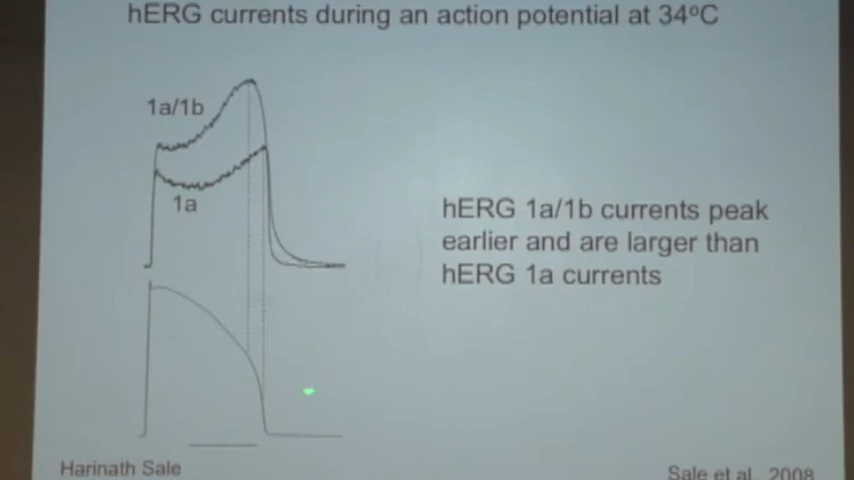 hERG currents during an action potential at 34ºC
1a/1b
1a
hERG 1a/1b currents peak
earlier and are larger than
hERG 1a currents
Harinath Sale
Sale et al., 2008